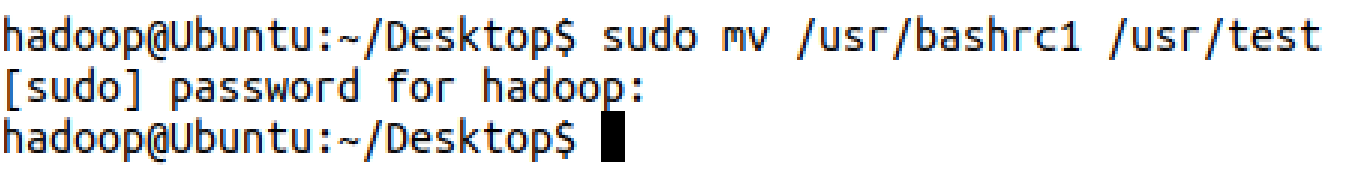 hadoop@Ubuntu:~/Desktop$ sudo mv /usr/bashrc1 /usr/test
[sudo] password for hadoop:
hadoop@Ubuntu:~/Desktop$